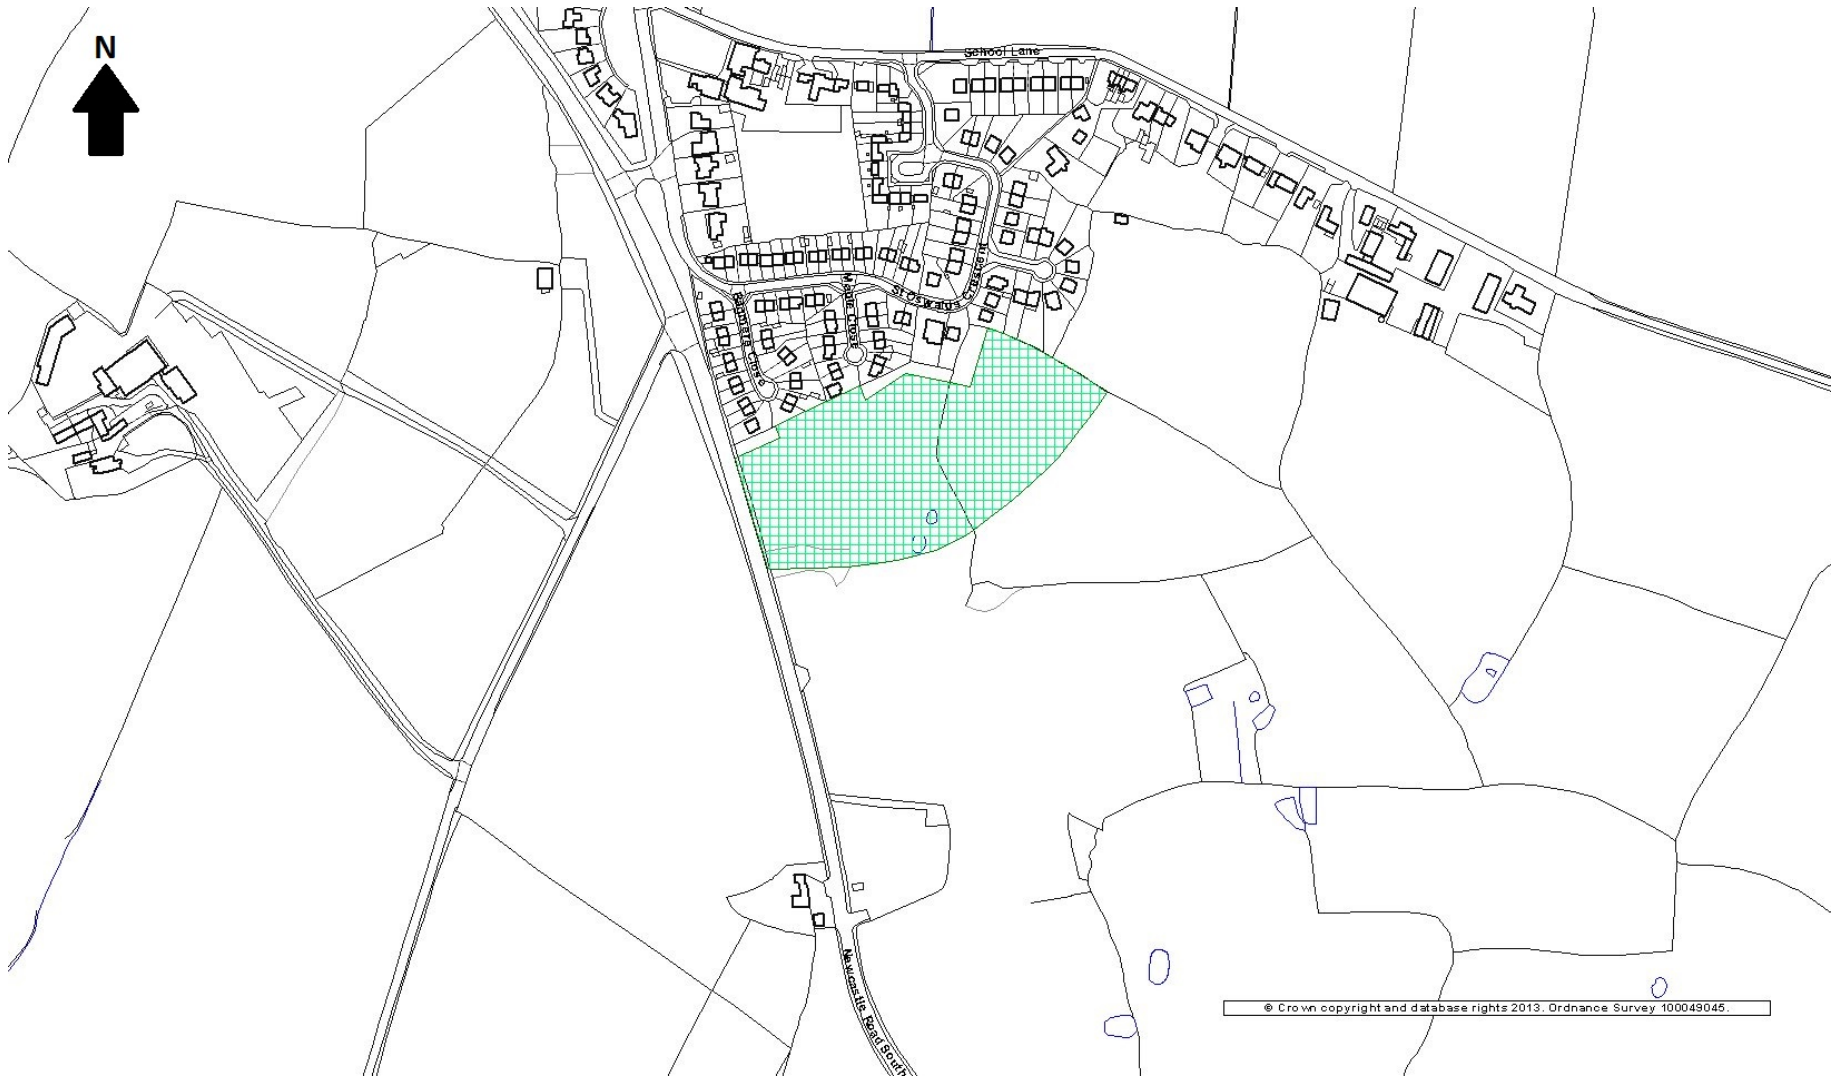 N
School Lane
St Oswalds Crescent
Maple Close
Newcastle Road South
© Crown copyright and database rights 2013. Ordnance Survey 100049045.